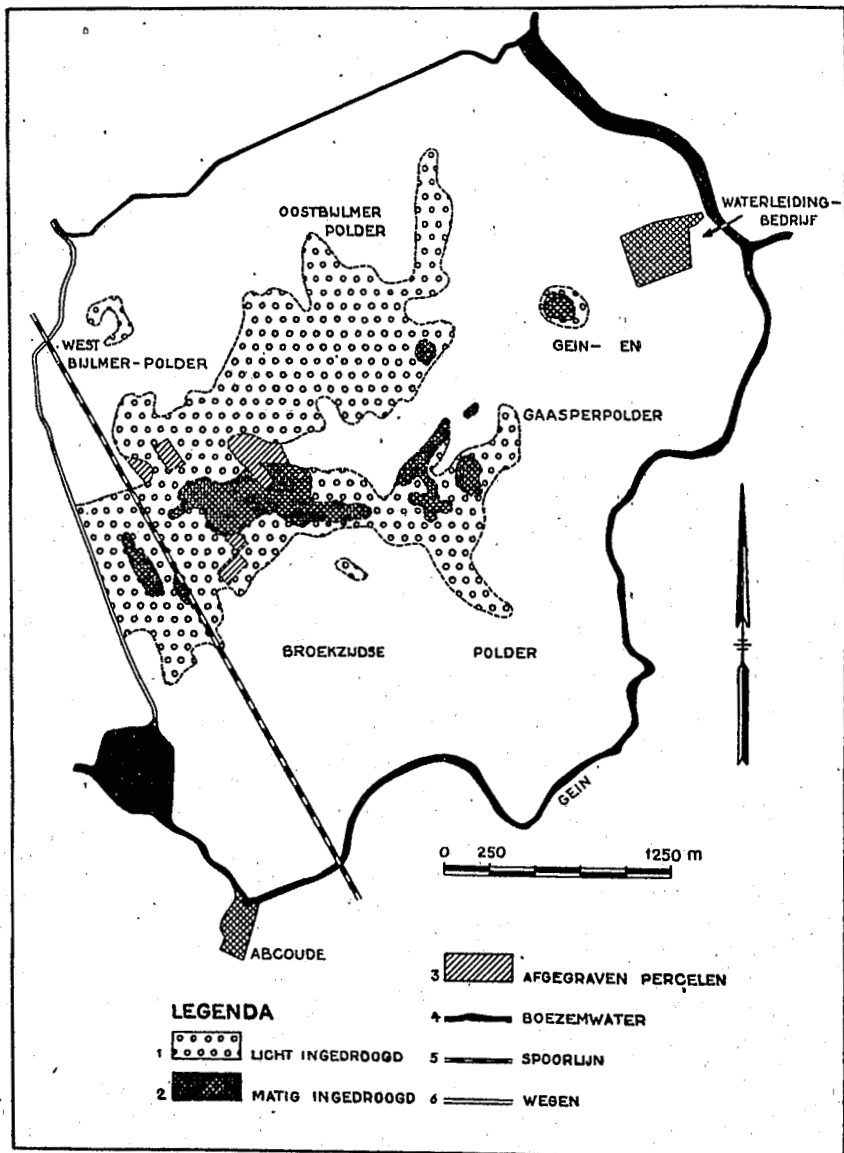 OOSTBIJLMER
POLDER
WATERLEIDING-
BEDRIJF
WEST
BIJLMER-POLDER
GEIN- EN
GAASPERPOLDER
BROEKZIJDSE POLDER
GEIN
0 250 1250 m
ABCOUDE
LEGENDA
1 LICHT INGEDROOGD
2 MATIG INGEDROOGD
3 AFGEGRAVEN PERCELEN
4 BOEZEMWATER
5 SPOORLIJN
6 WEGEN